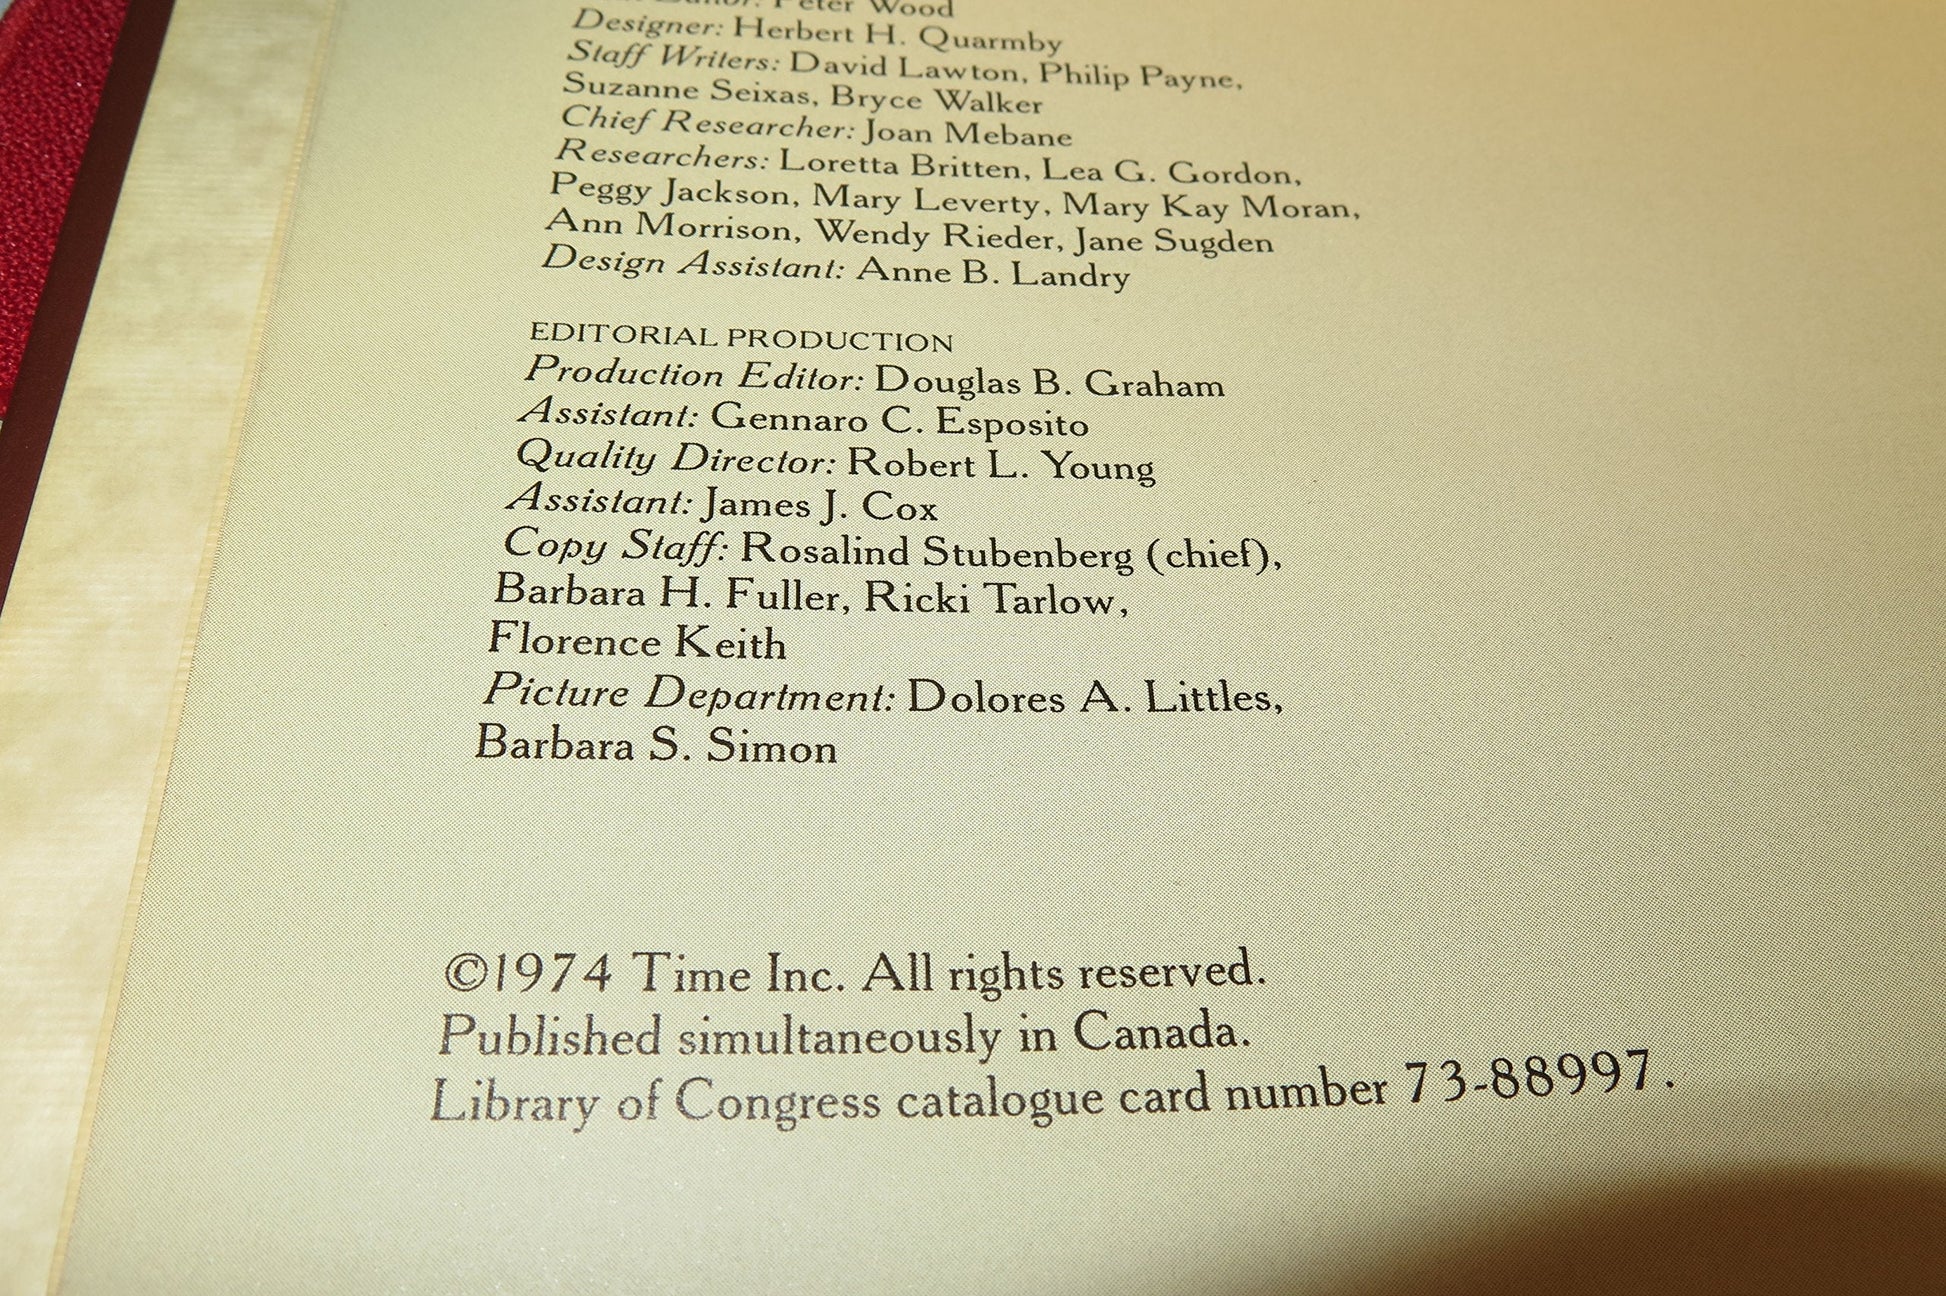 Editor: Peter Wood
Designer: Herbert H. Quarmby
Staff Writers: David Lawton, Philip Payne,
Suzanne Seixas, Bryce Walker
Chief Researcher: Joan Mebane
Researchers: Loretta Britten, Lea G. Gordon,
Peggy Jackson, Mary Leverty, Mary Kay Moran,
Ann Morrison, Wendy Rieder, Jane Sugden
Design Assistant: Anne B. Landry
EDITORIAL PRODUCTION
Production Editor: Douglas B. Graham
Assistant: Gennaro C. Esposito
Quality Director: Robert L. Young
Assistant: James J. Cox
Copy Staff: Rosalind Stubenberg (chief),
Barbara H. Fuller, Ricki Tarlow,
Florence Keith
Picture Department: Dolores A. Littles,
Barbara S. Simon
©1974 Time Inc. All rights reserved.
Published simultaneously in Canada.
Library of Congress catalogue card number 73-88997.